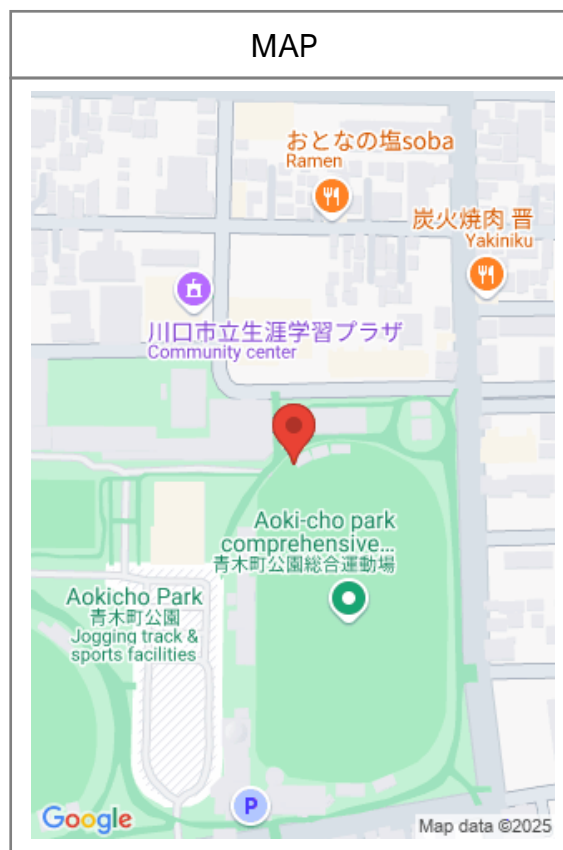 MAP
おとなの塩soba
Ramen
炭火焼肉 晋
Yakiniku
川口市立生涯学習プラザ
Community center
Aoki-cho park
comprehensive...
青木町公園総合運動場
Aokicho Park
青木町公園
Jogging track &
sports facilities
P
Google
Map data ©2025